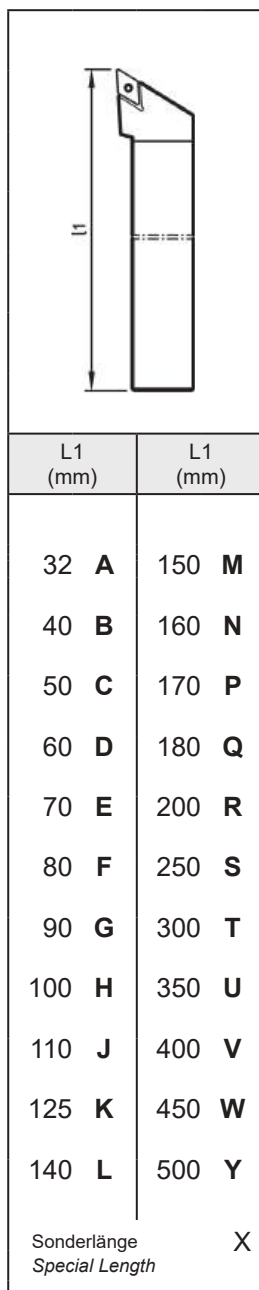 l1
L1 L1
(mm) (mm)
32 A 150 M
40 B 160 N
50 C 170 P
60 D 180 Q
70 E 200 R
80 F 250 S
90 G 300 T
100 H 350 U
110 J 400 V
125 K 450 W
140 L 500 Y
Sonderlänge X
Special Length